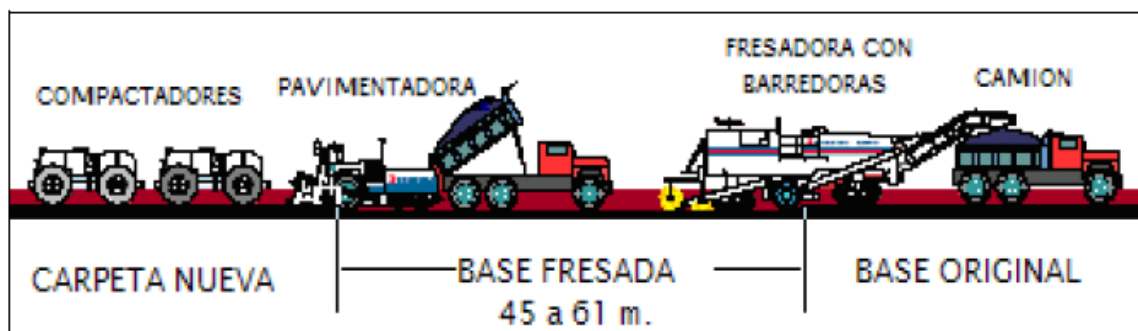 COMPACTADORES
PAVIMENTADORA
FRESADORA CON
BARREDORAS
CAMION
CARPETA NUEVA
BASE FRESADA
45 a 61 m.
BASE ORIGINAL